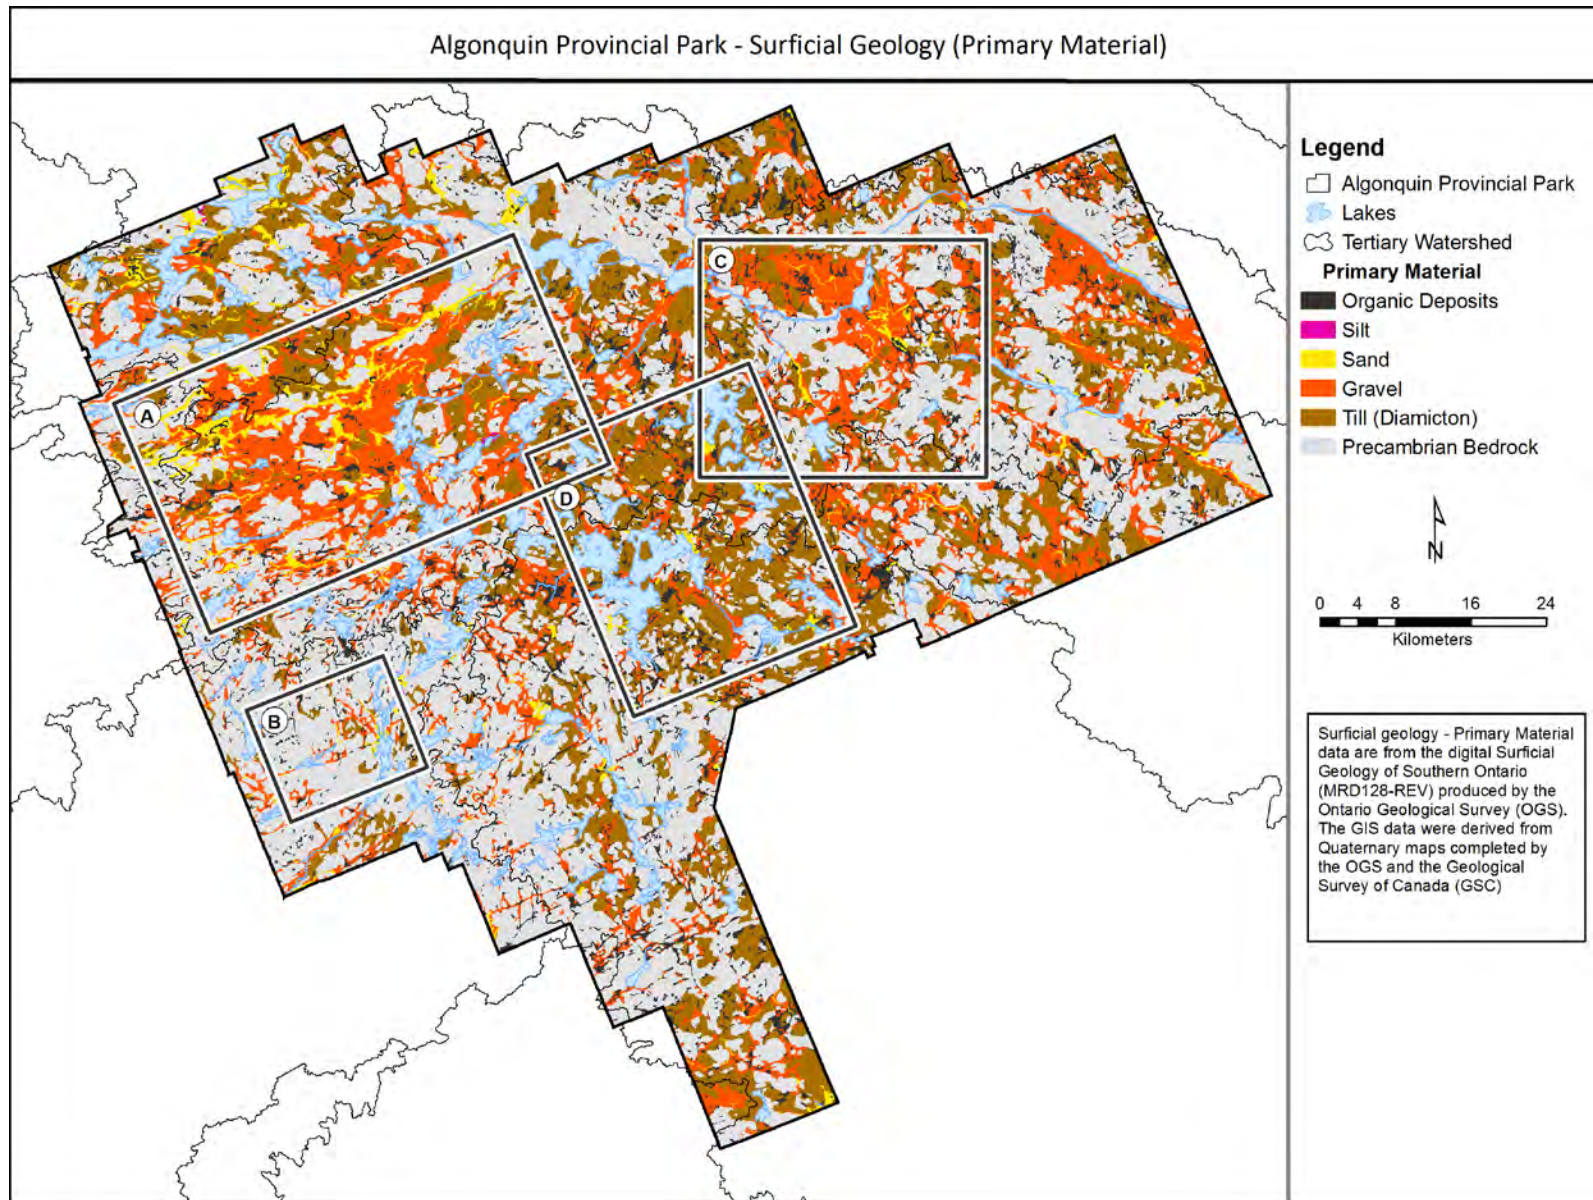 Algonquin Provincial Park - Surficial Geology (Primary Material)
A
B
C
D
Legend
Algonquin Provincial Park
Lakes
Tertiary Watershed
Primary Material
Organic Deposits
Silt
Sand
Gravel
Till (Diamicton)
Precambrian Bedrock
N
0 4 8 16 24
Kilometers
Surficial geology - Primary Material
data are from the digital Surficial
Geology of Southern Ontario
(MRD128-REV) produced by the
Ontario Geological Survey (OGS).
The GIS data were derived from
Quaternary maps completed by
the OGS and the Geological
Survey of Canada (GSC)